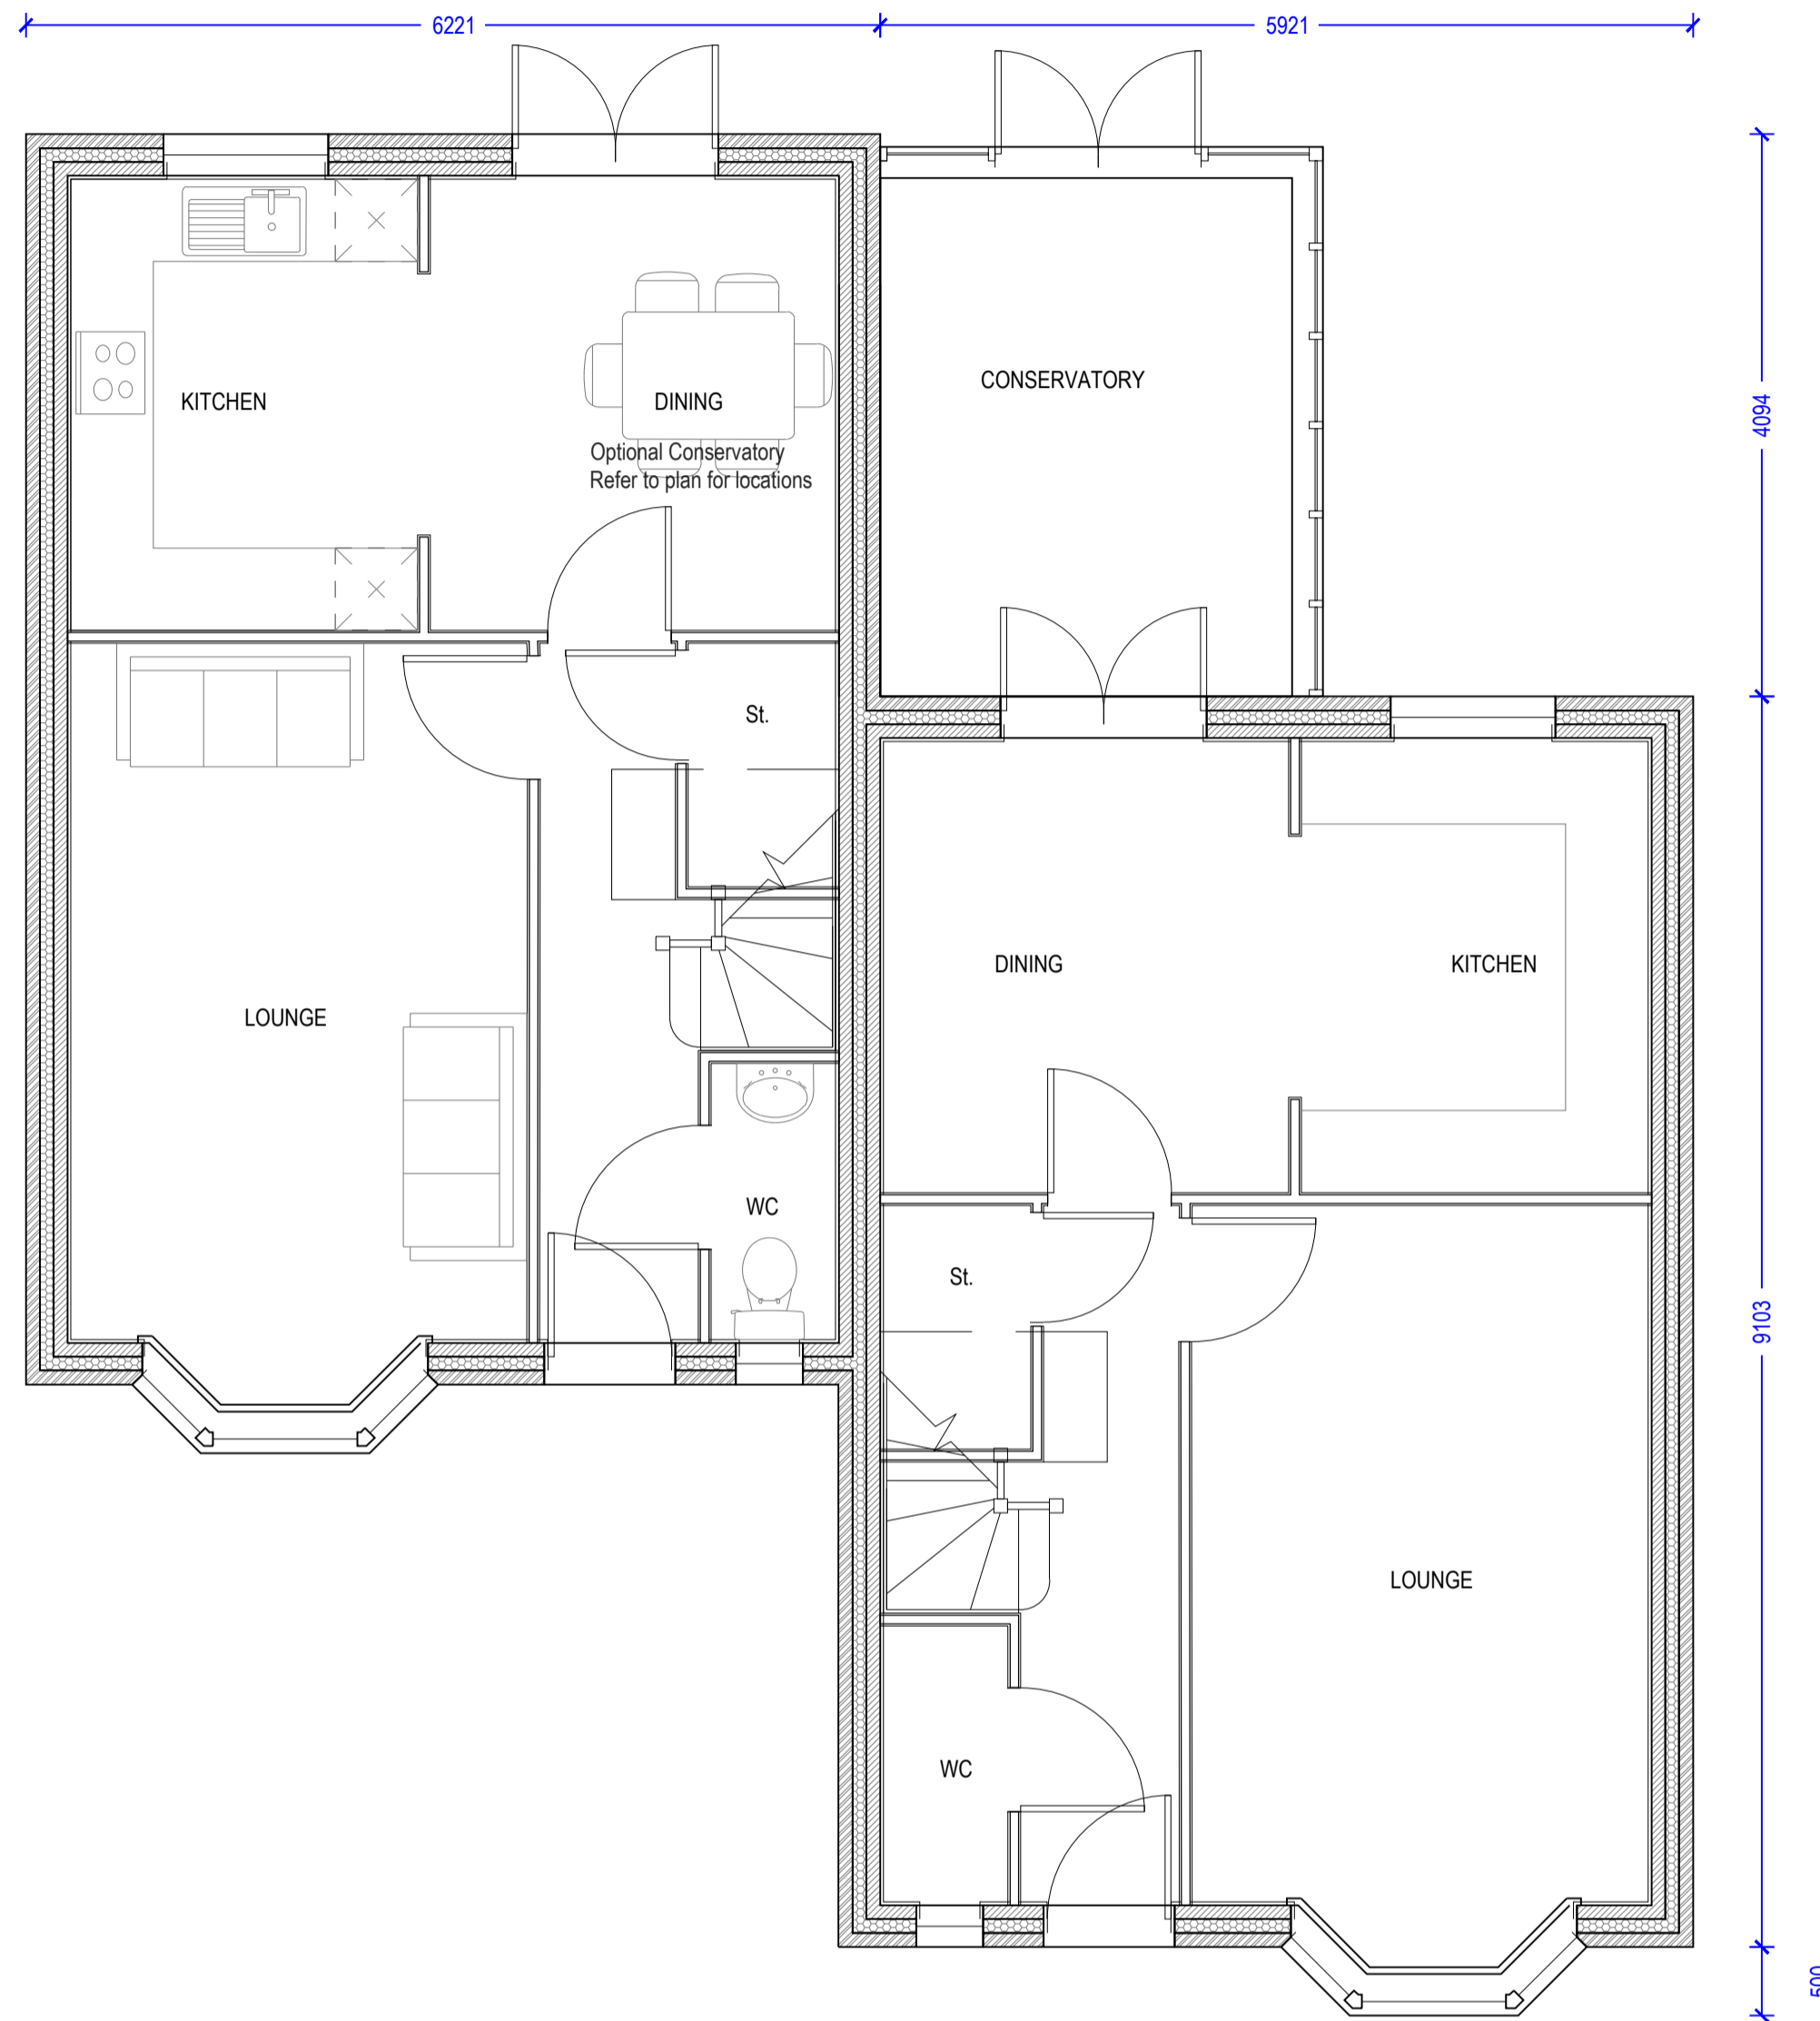 6221
5921
CONSERVATORY
KITCHEN
DINING
4094
Optional Conservatory
Refer to plan for locations
St.
DINING
KITCHEN
LOUNGE
WC
St.
9103
LOUNGE
WC
500